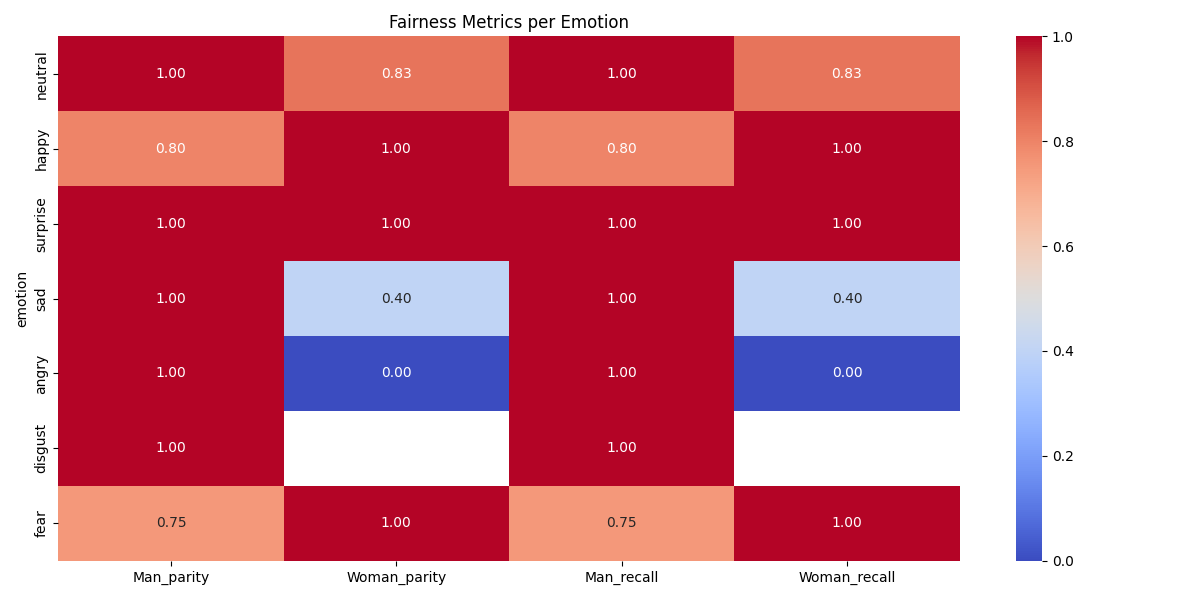 Fairness Metrics per Emotion
emotion
neutral 1.00 0.83 1.00 0.83
happy 0.80 1.00 0.80 1.00
surprise 1.00 1.00 1.00 1.00
sad 1.00 0.40 1.00 0.40
angry 1.00 0.00 1.00 0.00
disgust 1.00 1.00
fear 0.75 1.00 0.75 1.00
Man_parity Woman_parity Man_recall Woman_recall
1.0
0.8
0.6
0.4
0.2
0.0